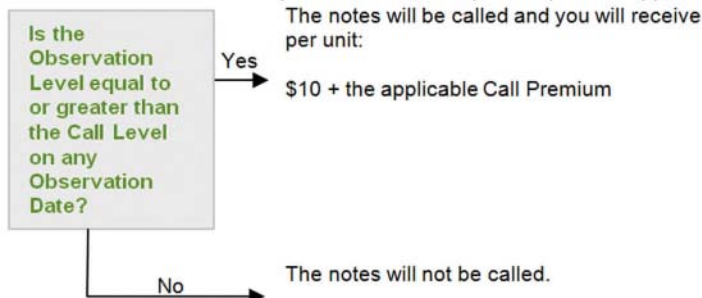 Is the
Observation
Level equal to
or greater than
the Call Level
on any
Observation
Date?
Yes
The notes will be called and you will receive
per unit:
$10 + the applicable Call Premium
No
The notes will not be called.